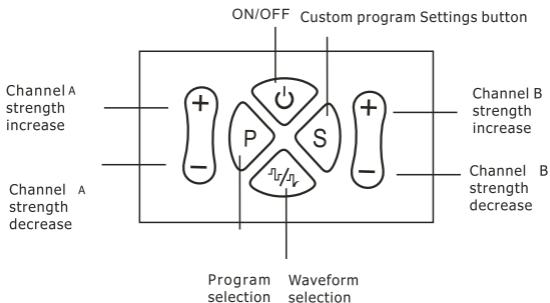 ON/OFF
Custom program Settings button
Channel A
strength
increase
Channel A
strength
decrease
+
−
P
S
+
−
Channel B
strength
increase
Channel B
strength
decrease
Program
selection
Waveform
selection